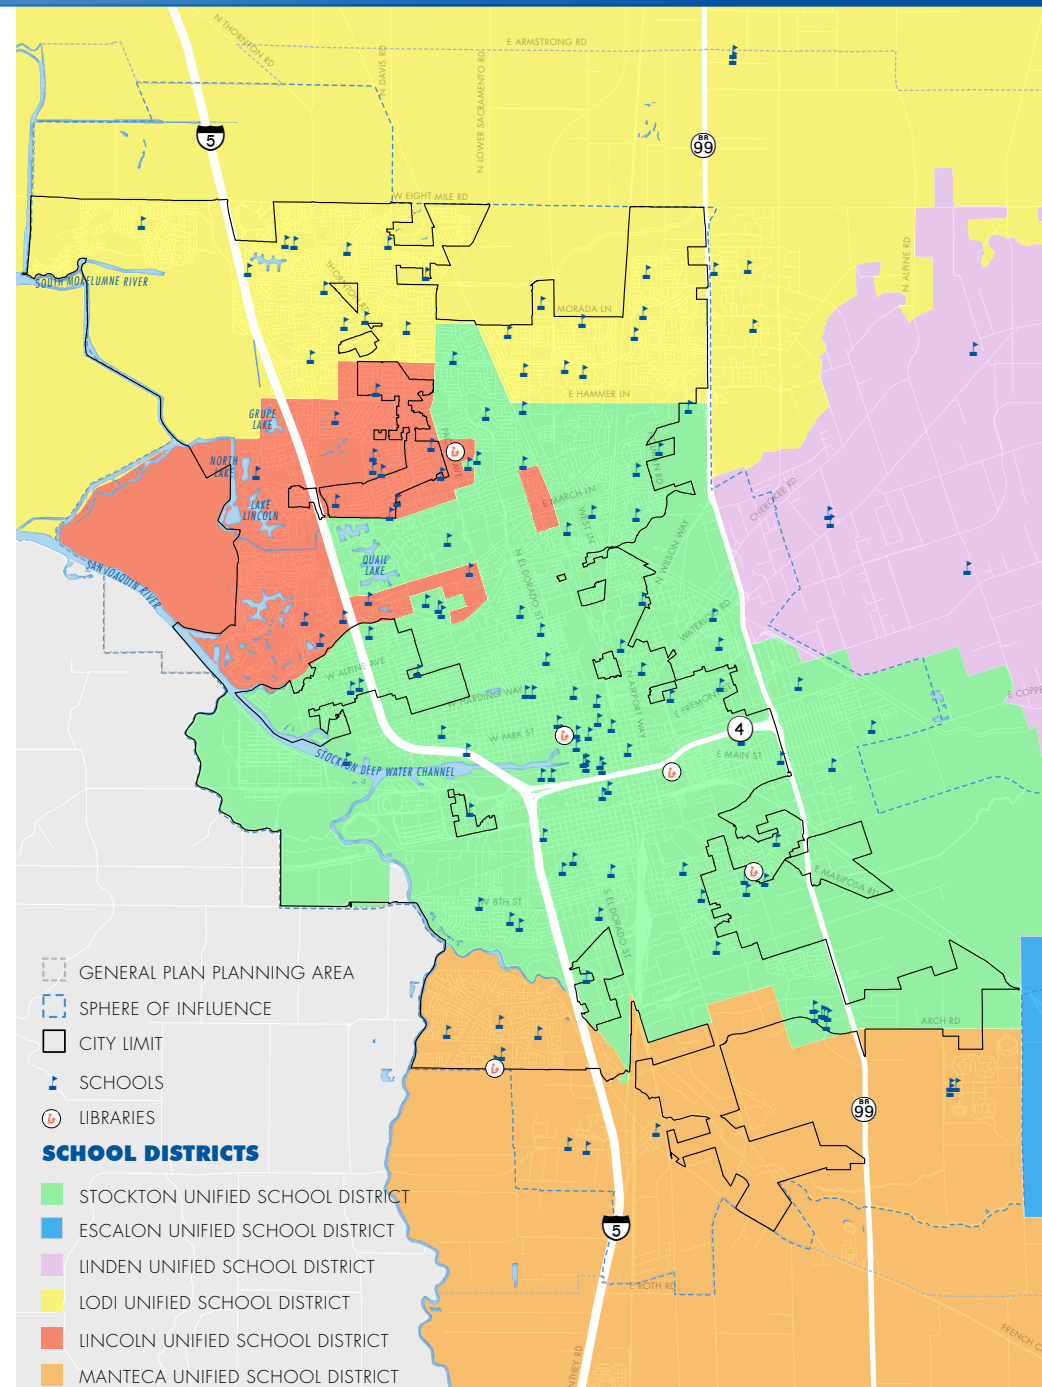 N THORNTON RD
N DAVIS RD
N LOWER SACRAMENTO RD
E ARMSTRONG RD
5
BR
99
W EIGHT MILE RD
N ALPINE RD
SOUTH MOKELUMNE RIVER
THORNTON RD
MORADA LN
E HAMMER LN
GRUPE
LAKE
NORTH
LAKE
LAKE
LINCOLN
E MARCH LN
WEST LN
CHEROKEE RD
QUAIL
LAKE
N EL DORADO ST
N WILSON WAY
SAN JOAQUIN RIVER
WATERLOO RD
W ALPINE AVE
W HARDING WAY
N AIRPORT WAY
E FREMONT
E COPP
W PARK ST
4
E MAIN ST
STOCKTON DEEP WATER CHANNEL
E MARIPOSA RD
W 8TH ST
S EL DORADO ST
ARCH RD
GENERAL PLAN PLANNING AREA
SPHERE OF INFLUENCE
CITY LIMIT
SCHOOLS
LIBRARIES
SCHOOL DISTRICTS
STOCKTON UNIFIED SCHOOL DISTRICT
ESCALON UNIFIED SCHOOL DISTRICT
LINDEN UNIFIED SCHOOL DISTRICT
LODI UNIFIED SCHOOL DISTRICT
LINCOLN UNIFIED SCHOOL DISTRICT
MANTECA UNIFIED SCHOOL DISTRICT
BR
99
5
E ROTH RD
NTHEY RD
FRENCH C